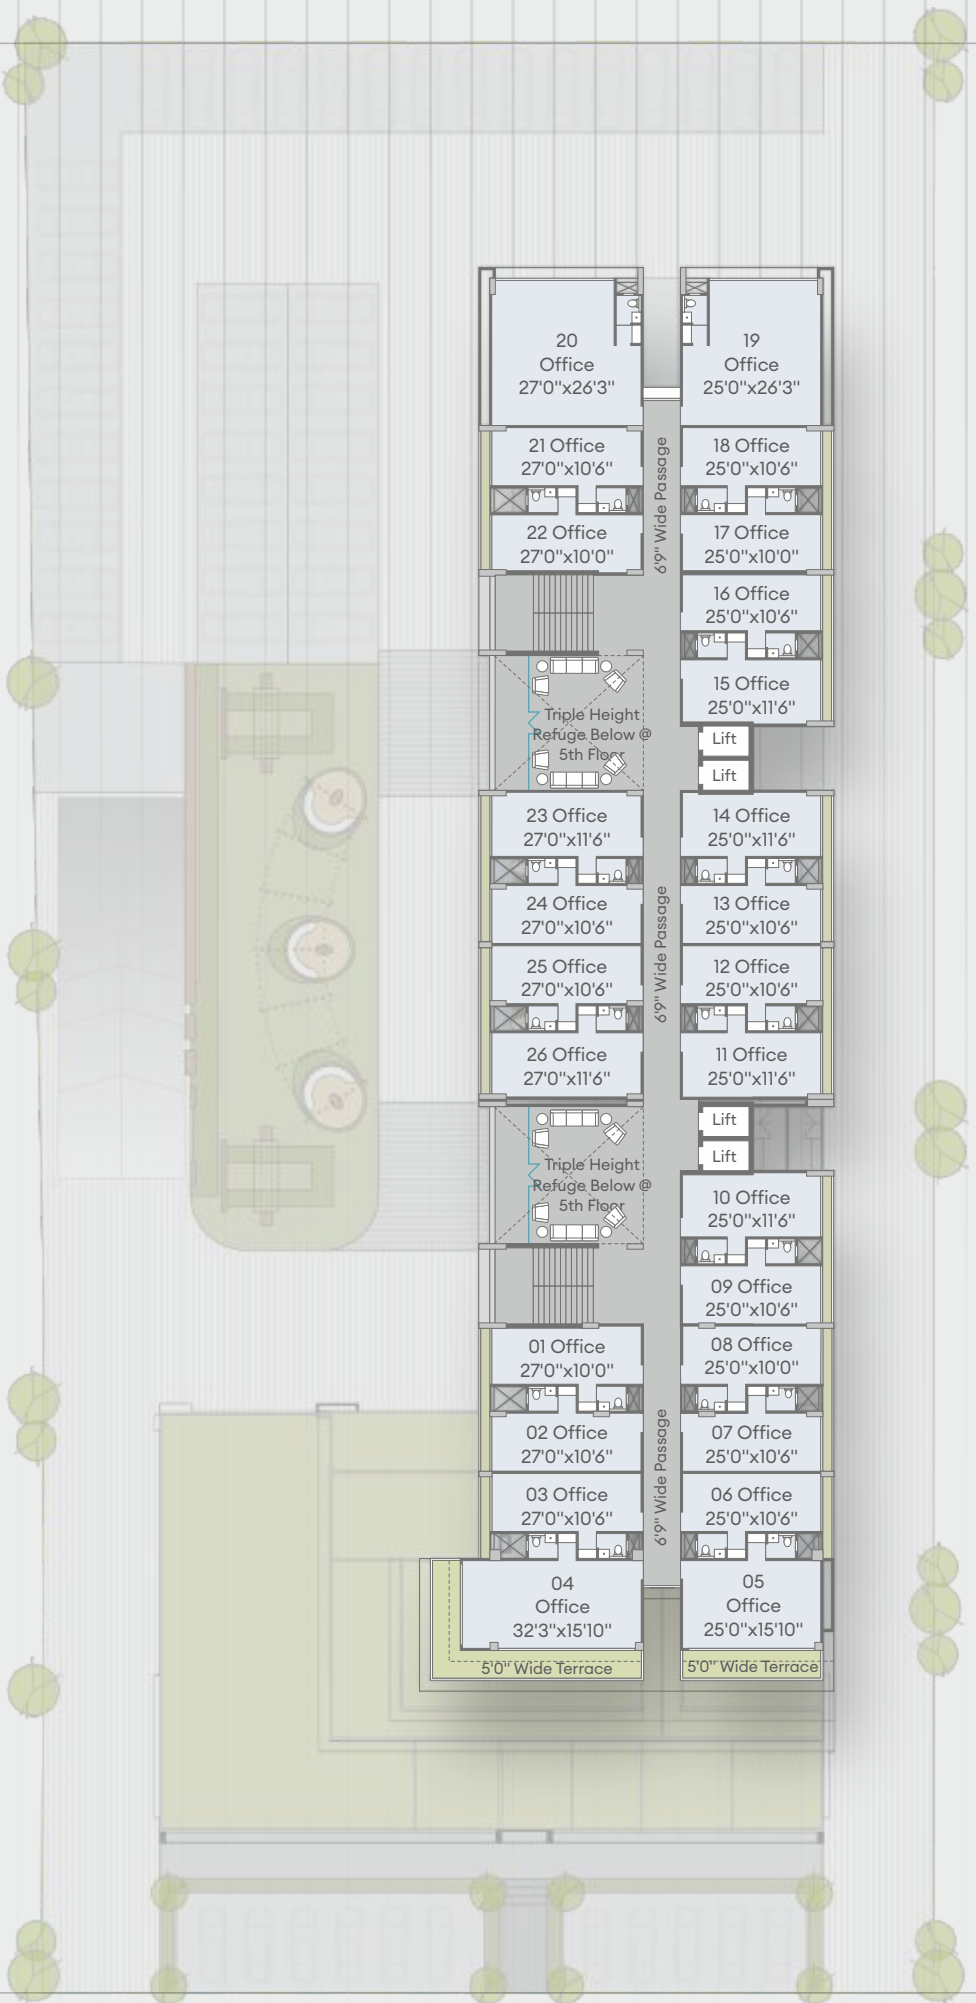 20
Office
27'0"x26'3"
19
Office
25'0"x26'3"
21 Office
27'0"x10'6"
18 Office
25'0"x10'6"
6'9" Wide Passage
22 Office
27'0"x10'0"
17 Office
25'0"x10'0"
16 Office
25'0"x10'6"
15 Office
25'0"x11'6"
Triple Height
Refuge Below @
5th Floor
Lift
Lift
23 Office
27'0"x11'6"
14 Office
25'0"x11'6"
24 Office
27'0"x10'6"
13 Office
25'0"x10'6"
6'9" Wide Passage
25 Office
27'0"x10'6"
12 Office
25'0"x10'6"
26 Office
27'0"x11'6"
11 Office
25'0"x11'6"
Lift
Lift
Triple Height
Refuge Below @
5th Floor
10 Office
25'0"x11'6"
09 Office
25'0"x10'6"
01 Office
27'0"x10'0"
08 Office
25'0"x10'0"
02 Office
27'0"x10'6"
07 Office
25'0"x10'6"
6'9" Wide Passage
03 Office
27'0"x10'6"
06 Office
25'0"x10'6"
04
Office
32'3"x15'10"
05
Office
25'0"x15'10"
5'0" Wide Terrace
5'0" Wide Terrace